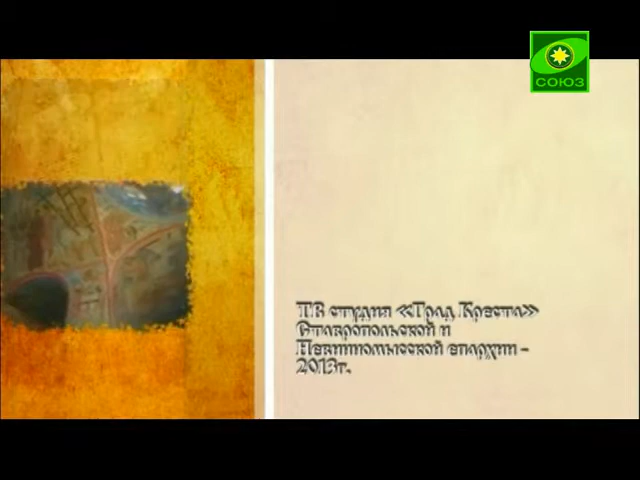 СОЮЗ
ТВ студия «Град Креста»
Ставропольской и
Невинномысской епархии -
2013г.